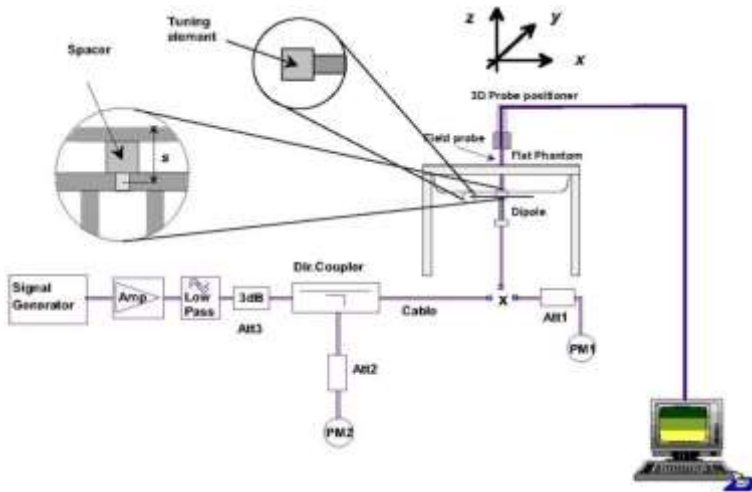 Tuning
element
Spacer
s
z
y
x
3D Probe positioner
Field probe
Flat Phantom
Dipole
Signal
Generator
Amp
Low
Pass
3dB
Att3
Dir.Coupler
Cable
x
Att1
PM1
Att2
PM2